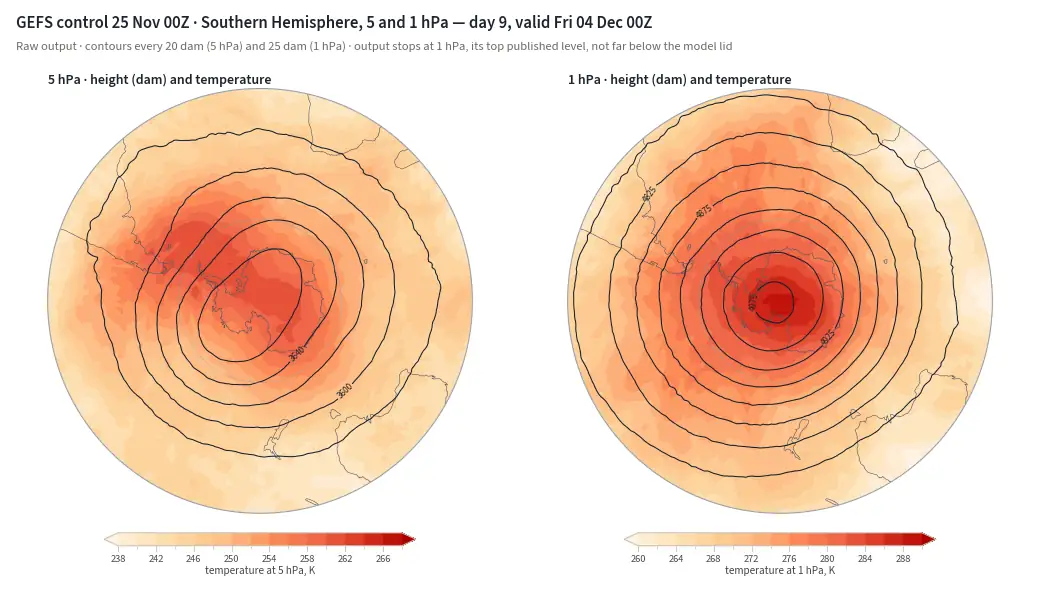 GEFS control 25 Nov 00Z · Southern Hemisphere, 5 and 1 hPa — day 9, valid Fri 04 Dec 00Z
Raw output · contours every 20 dam (5 hPa) and 25 dam (1 hPa) · output stops at 1 hPa, its top published level, not far below the model lid
5 hPa · height (dam) and temperature
1 hPa · height (dam) and temperature
4825
4875
4975
4925
3640
3600
238 242 246 250 254 258 262 266
temperature at 5 hPa, K
260 264 268 272 276 280 284 288
temperature at 1 hPa, K